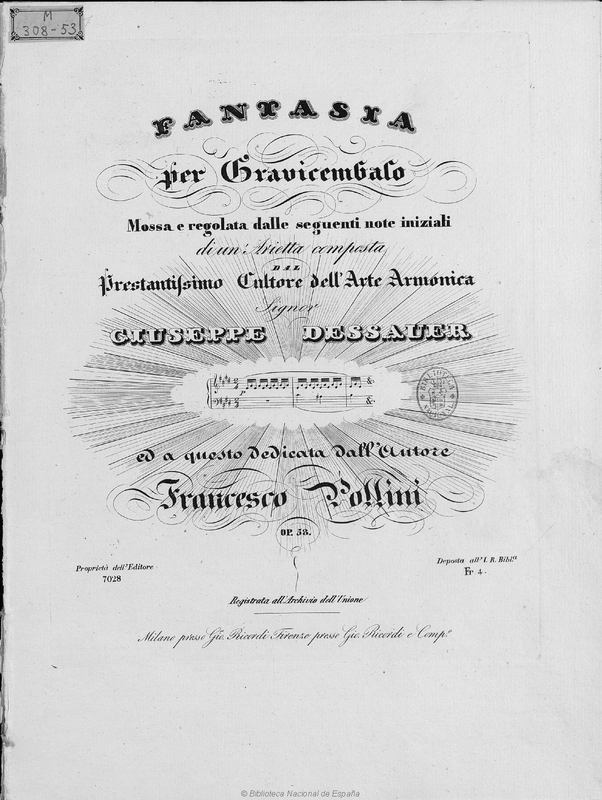 M
308-53
FANTASIA
per Gravicembalo
Mossa e regolata dalle seguenti note iniziali
di un' Arietta composta
DAL
Prestantissimo Cultore dell'Arte Armonica
Signor
GIUSEPPE DESSAUER
p
&.
&.
ed a questo dedicata dall'Autore
Francesco Pollini
OP. 58.
Proprietà dell'Editore
7028
Deposta all'I. R. Bibl.ª
Fr 4.
Registrata all'Archivio dell'Unione
Milano presso Gio. Ricordi Firenze presso Gio. Ricordi e Comp.º
© Biblioteca Nacional de España